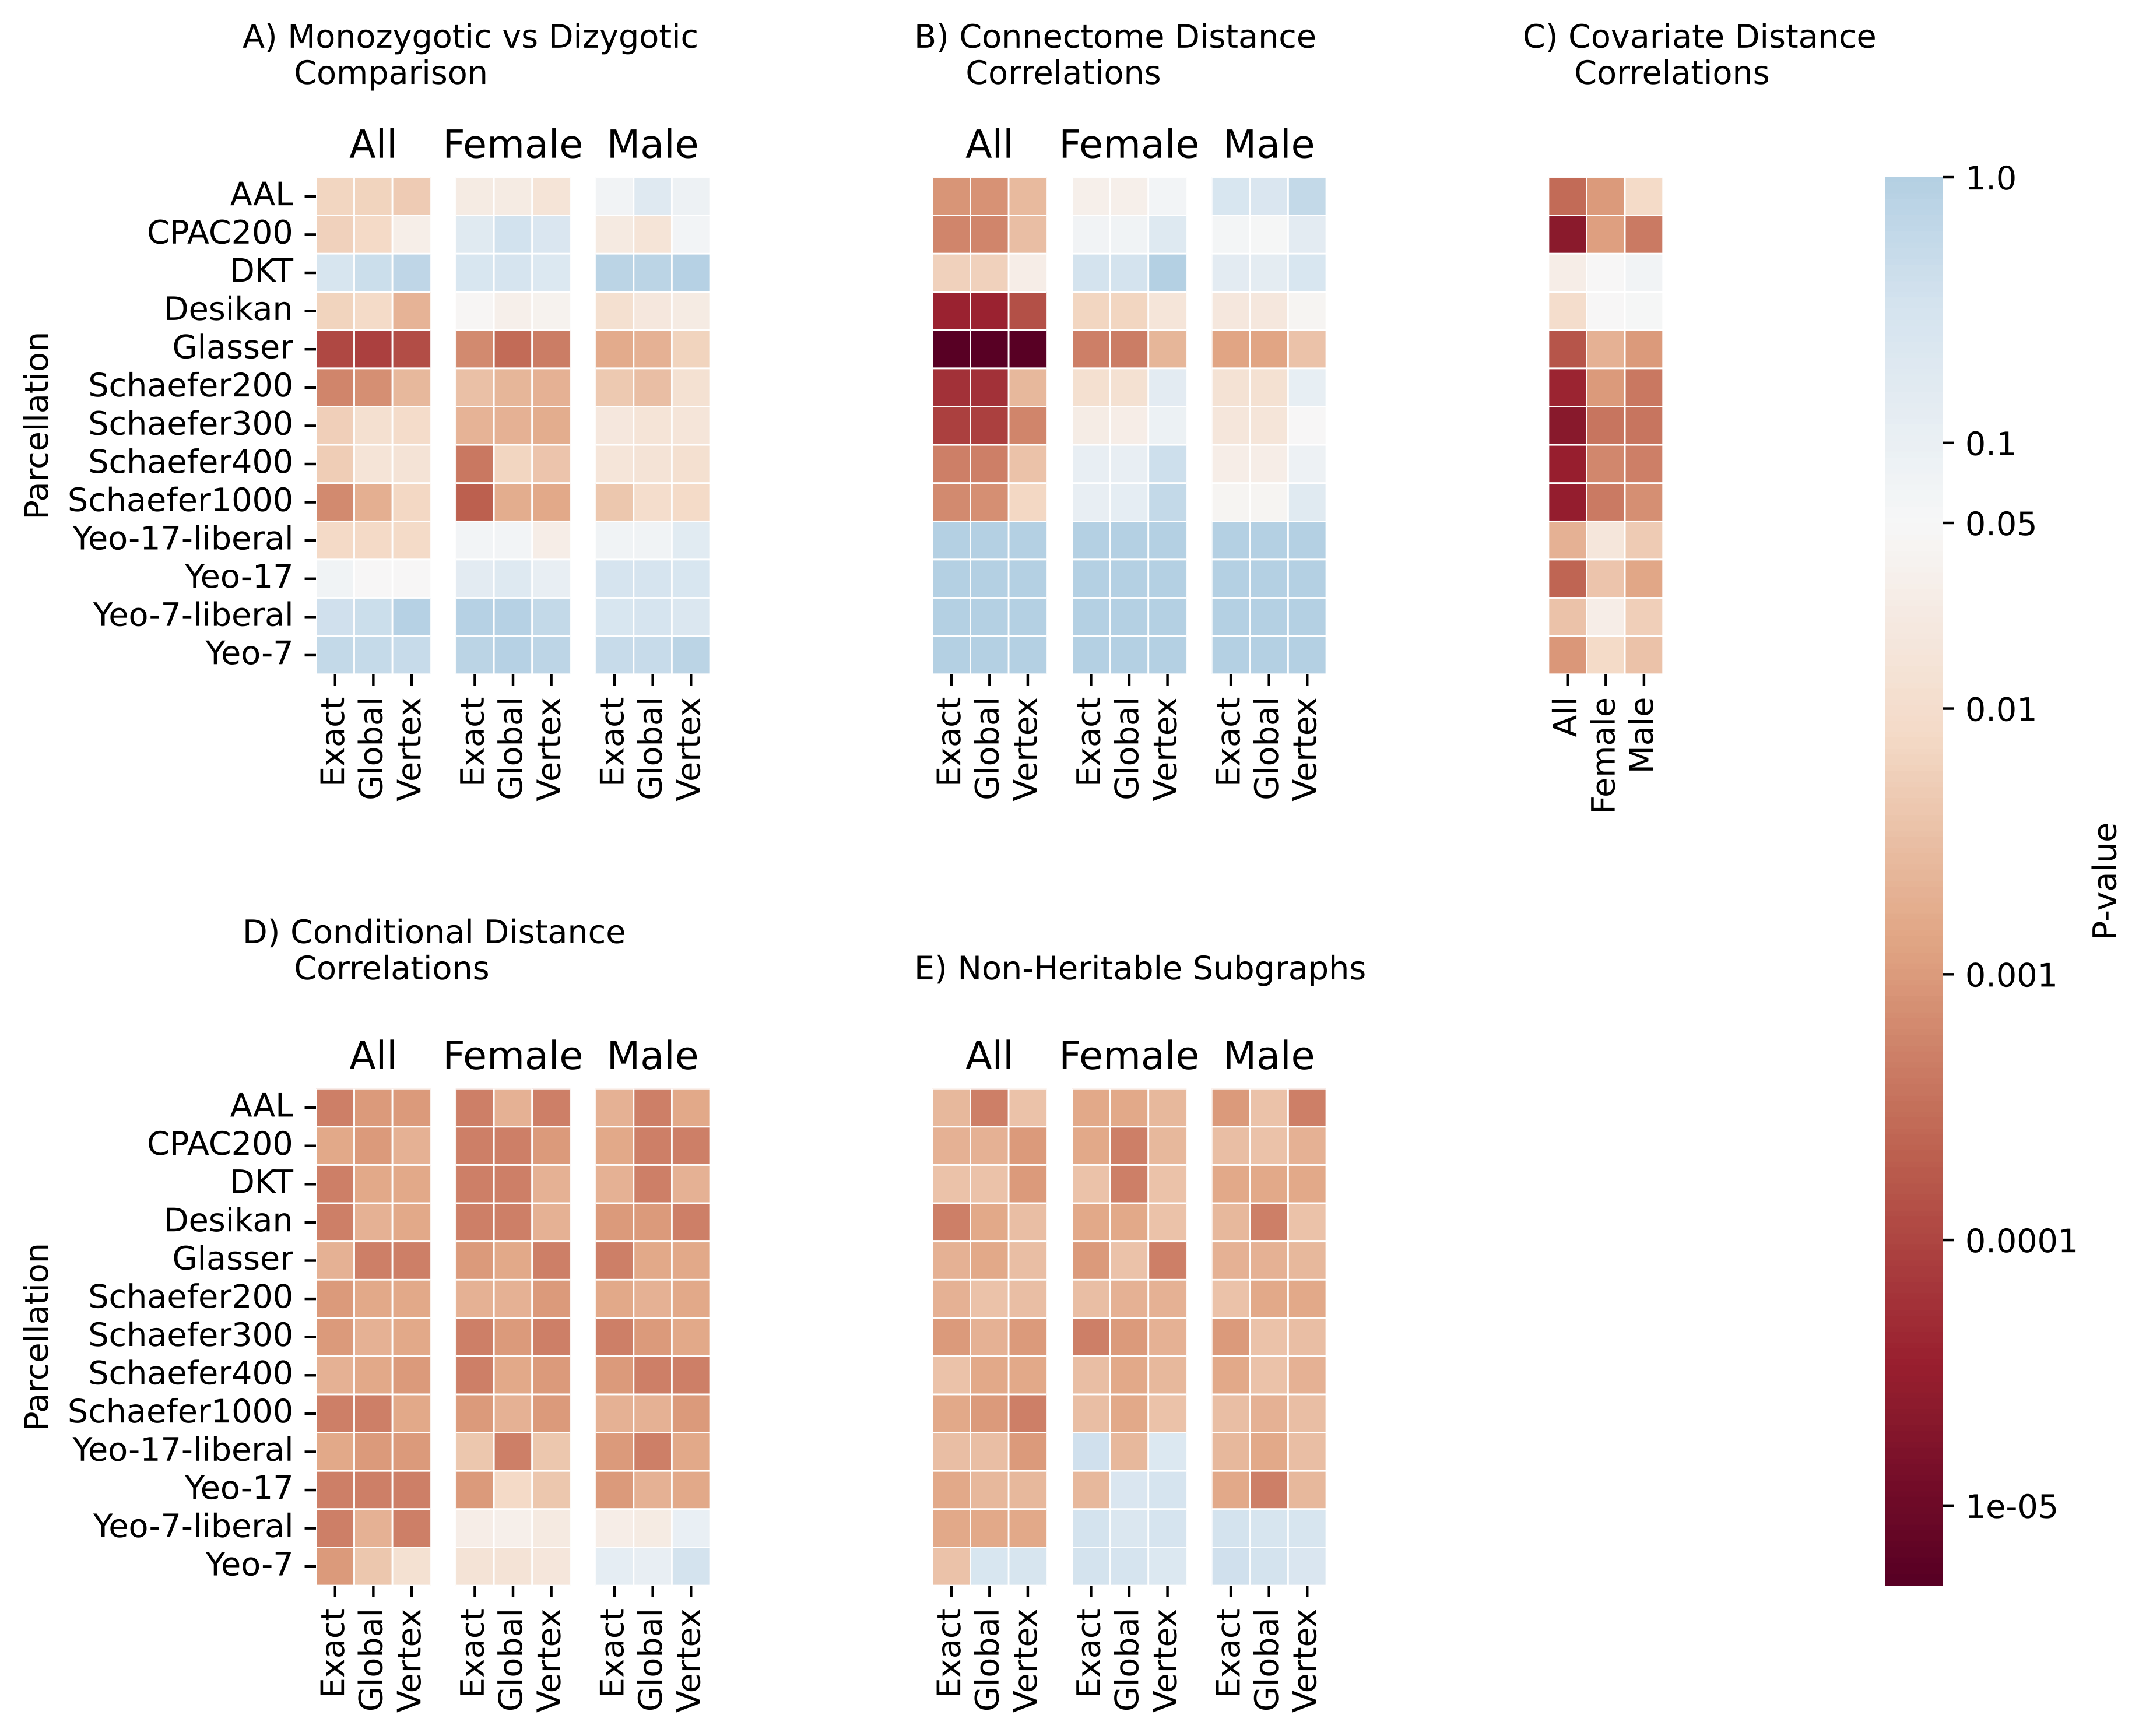 A) Monozygotic vs Dizygotic
Comparison
B) Connectome Distance
Correlations
C) Covariate Distance
Correlations
All Female Male
All Female Male
Parcellation
AAL
CPAC200
DKT
Desikan
Glasser
Schaefer200
Schaefer300
Schaefer400
Schaefer1000
Yeo-17-liberal
Yeo-17
Yeo-7-liberal
Yeo-7
Exact Global Vertex Exact Global Vertex Exact Global Vertex
Exact Global Vertex Exact Global Vertex Exact Global Vertex
All Female Male
1.0
0.1
0.05
0.01
0.001
0.0001
1e-05
P-value
D) Conditional Distance
Correlations
E) Non-Heritable Subgraphs
All Female Male
All Female Male
Parcellation
AAL
CPAC200
DKT
Desikan
Glasser
Schaefer200
Schaefer300
Schaefer400
Schaefer1000
Yeo-17-liberal
Yeo-17
Yeo-7-liberal
Yeo-7
Exact Global Vertex Exact Global Vertex Exact Global Vertex
Exact Global Vertex Exact Global Vertex Exact Global Vertex